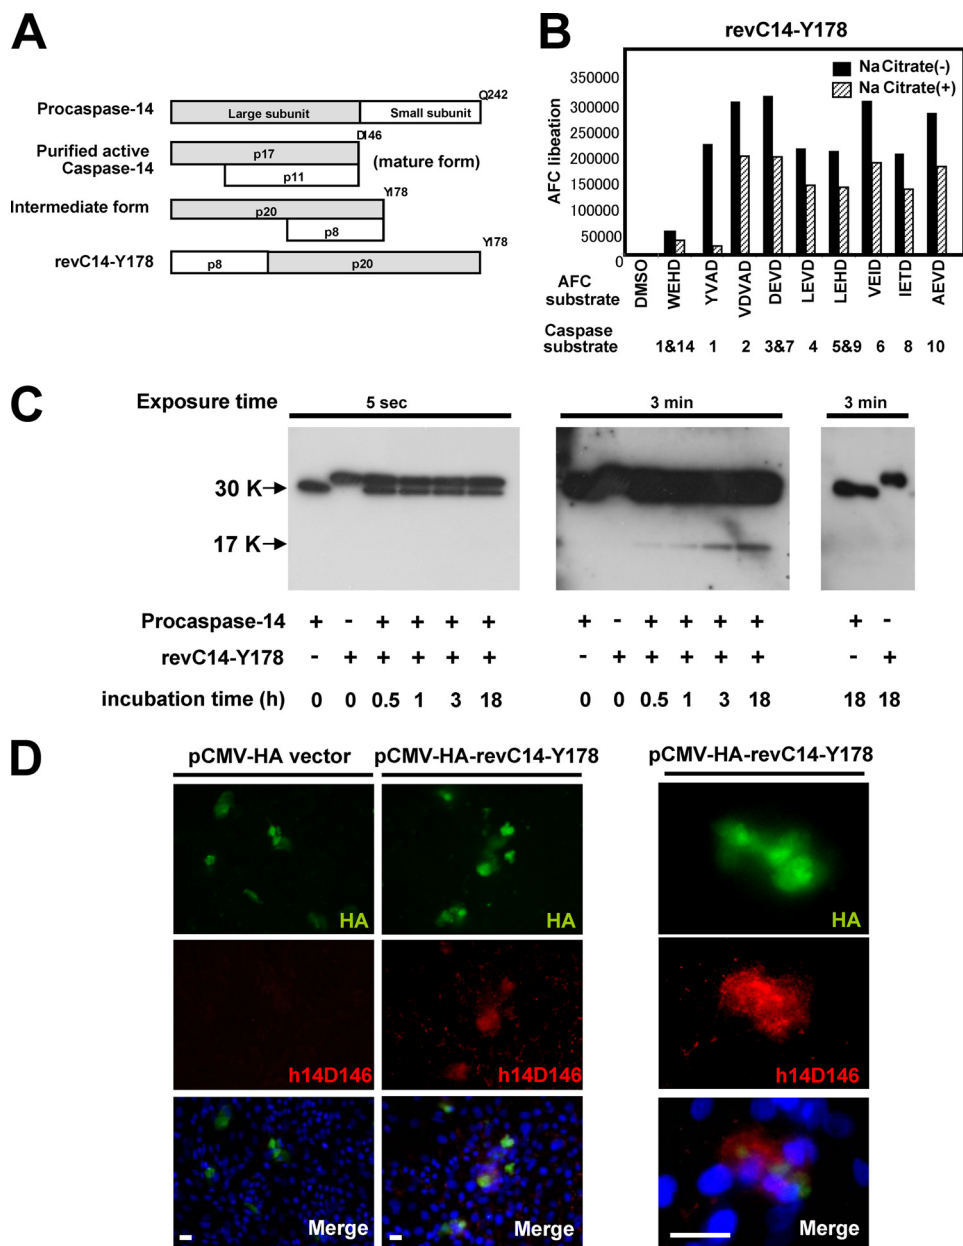 A
Procaspase-14
Large subunit
Small subunit
Q242
Purified active
Caspase-14
p17
p11
D146
(mature form)
Intermediate form
p20
p8
Y178
revC14-Y178
p8
p20
Y178
B
revC14-Y178
Na Citrate(-)
Na Citrate(+)
AFC libeation
350000
300000
250000
200000
150000
100000
50000
0
AFC
substrate
DMSO
WEHD
YVAD
VDVAD
DEVD
LEVD
LEHD
VEID
IETD
AEVD
Caspase
substrate
1&14 1 2 3&7 4 5&9 6 8 10
C
Exposure time
5 sec
3 min
3 min
30 K
17 K
Procaspase-14 + - + + + + + - + + + + + -
revC14-Y178 - + + + + + - + + + + + - +
incubation time (h) 0 0 0.5 1 3 18 0 0 0.5 1 3 18 18 18
D
pCMV-HA vector
pCMV-HA-revC14-Y178
pCMV-HA-revC14-Y178
HA
HA
HA
h14D146
h14D146
h14D146
Merge
Merge
Merge